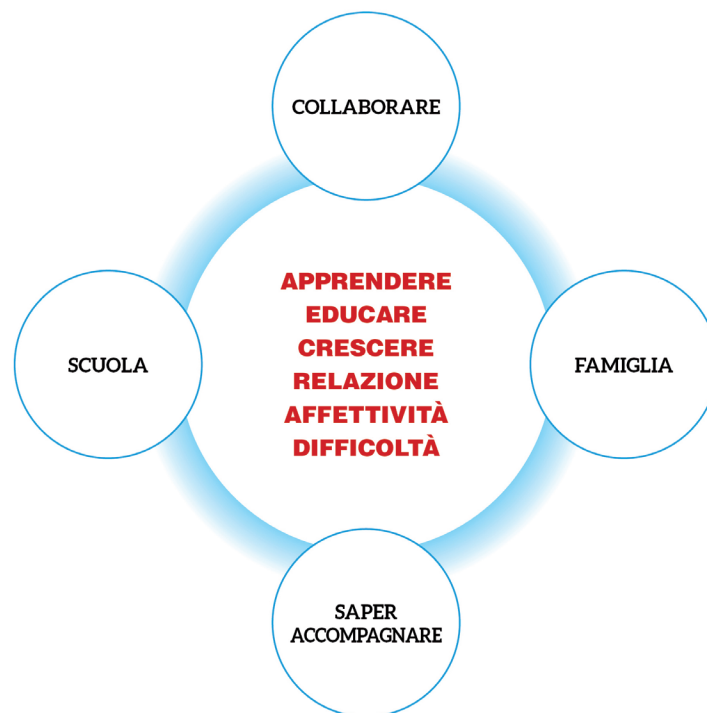 COLLABORARE
APPRENDERE
EDUCARE
CRESCERE
RELAZIONE
AFFETTIVITÀ
DIFFICOLTÀ
SCUOLA
FAMIGLIA
SAPER
ACCOMPAGNARE